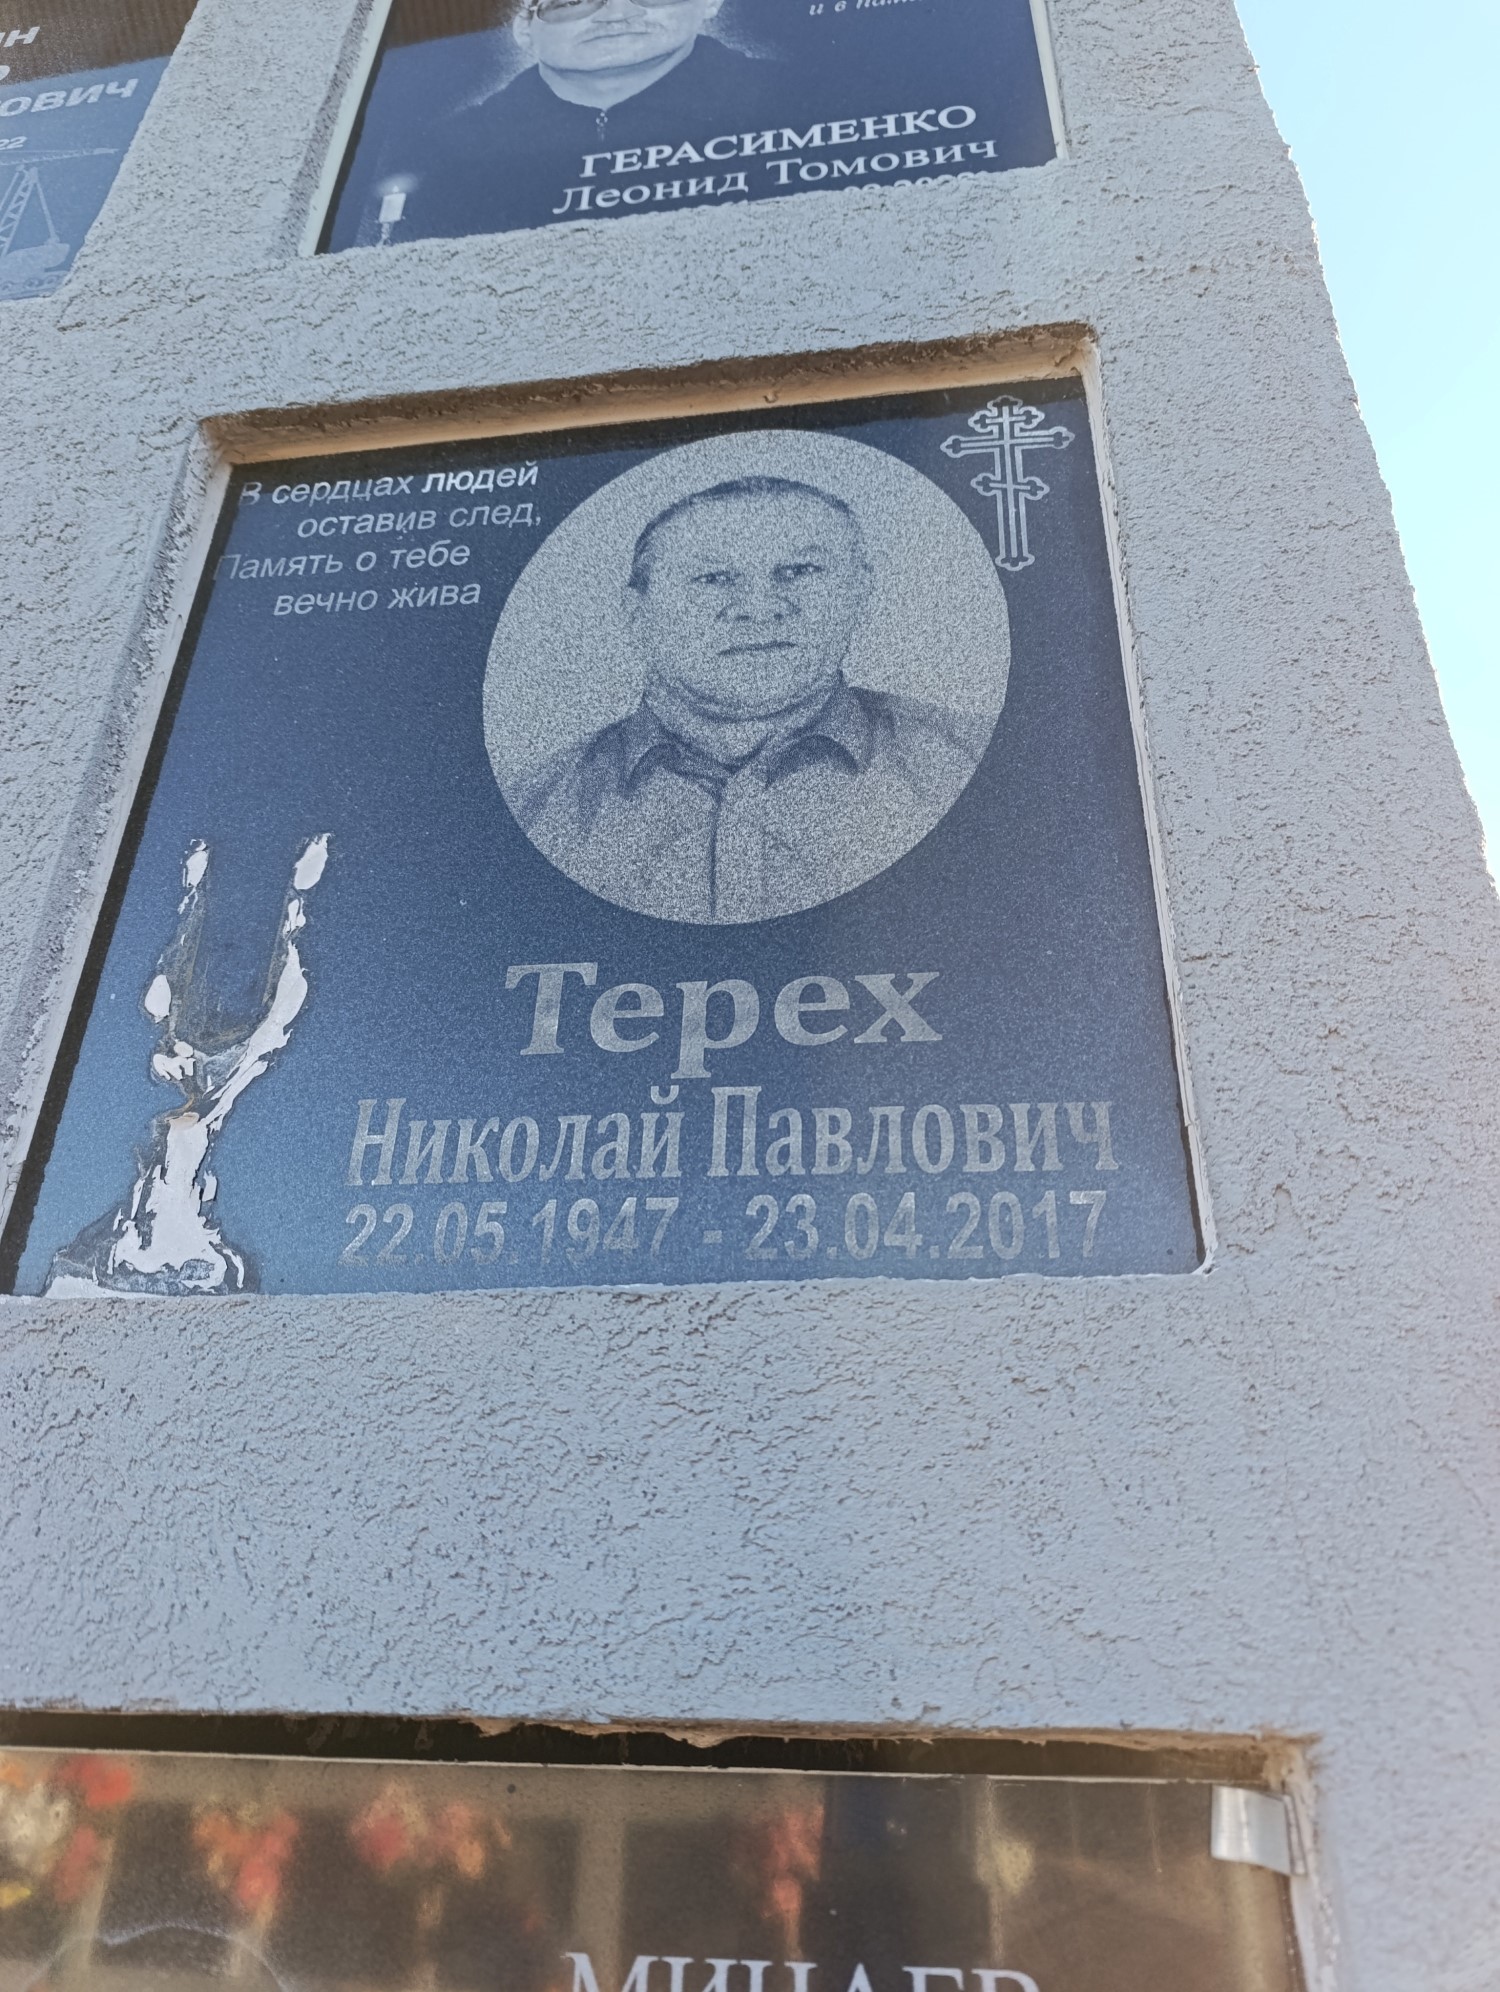 ГЕРАСИМЕНКО
Леонид Томович
В сердцах людей
оставив след,
Память о тебе
вечно жива
Терех
Николай Павлович
22.05.1947 - 23.04.2017
МИНАЕВ